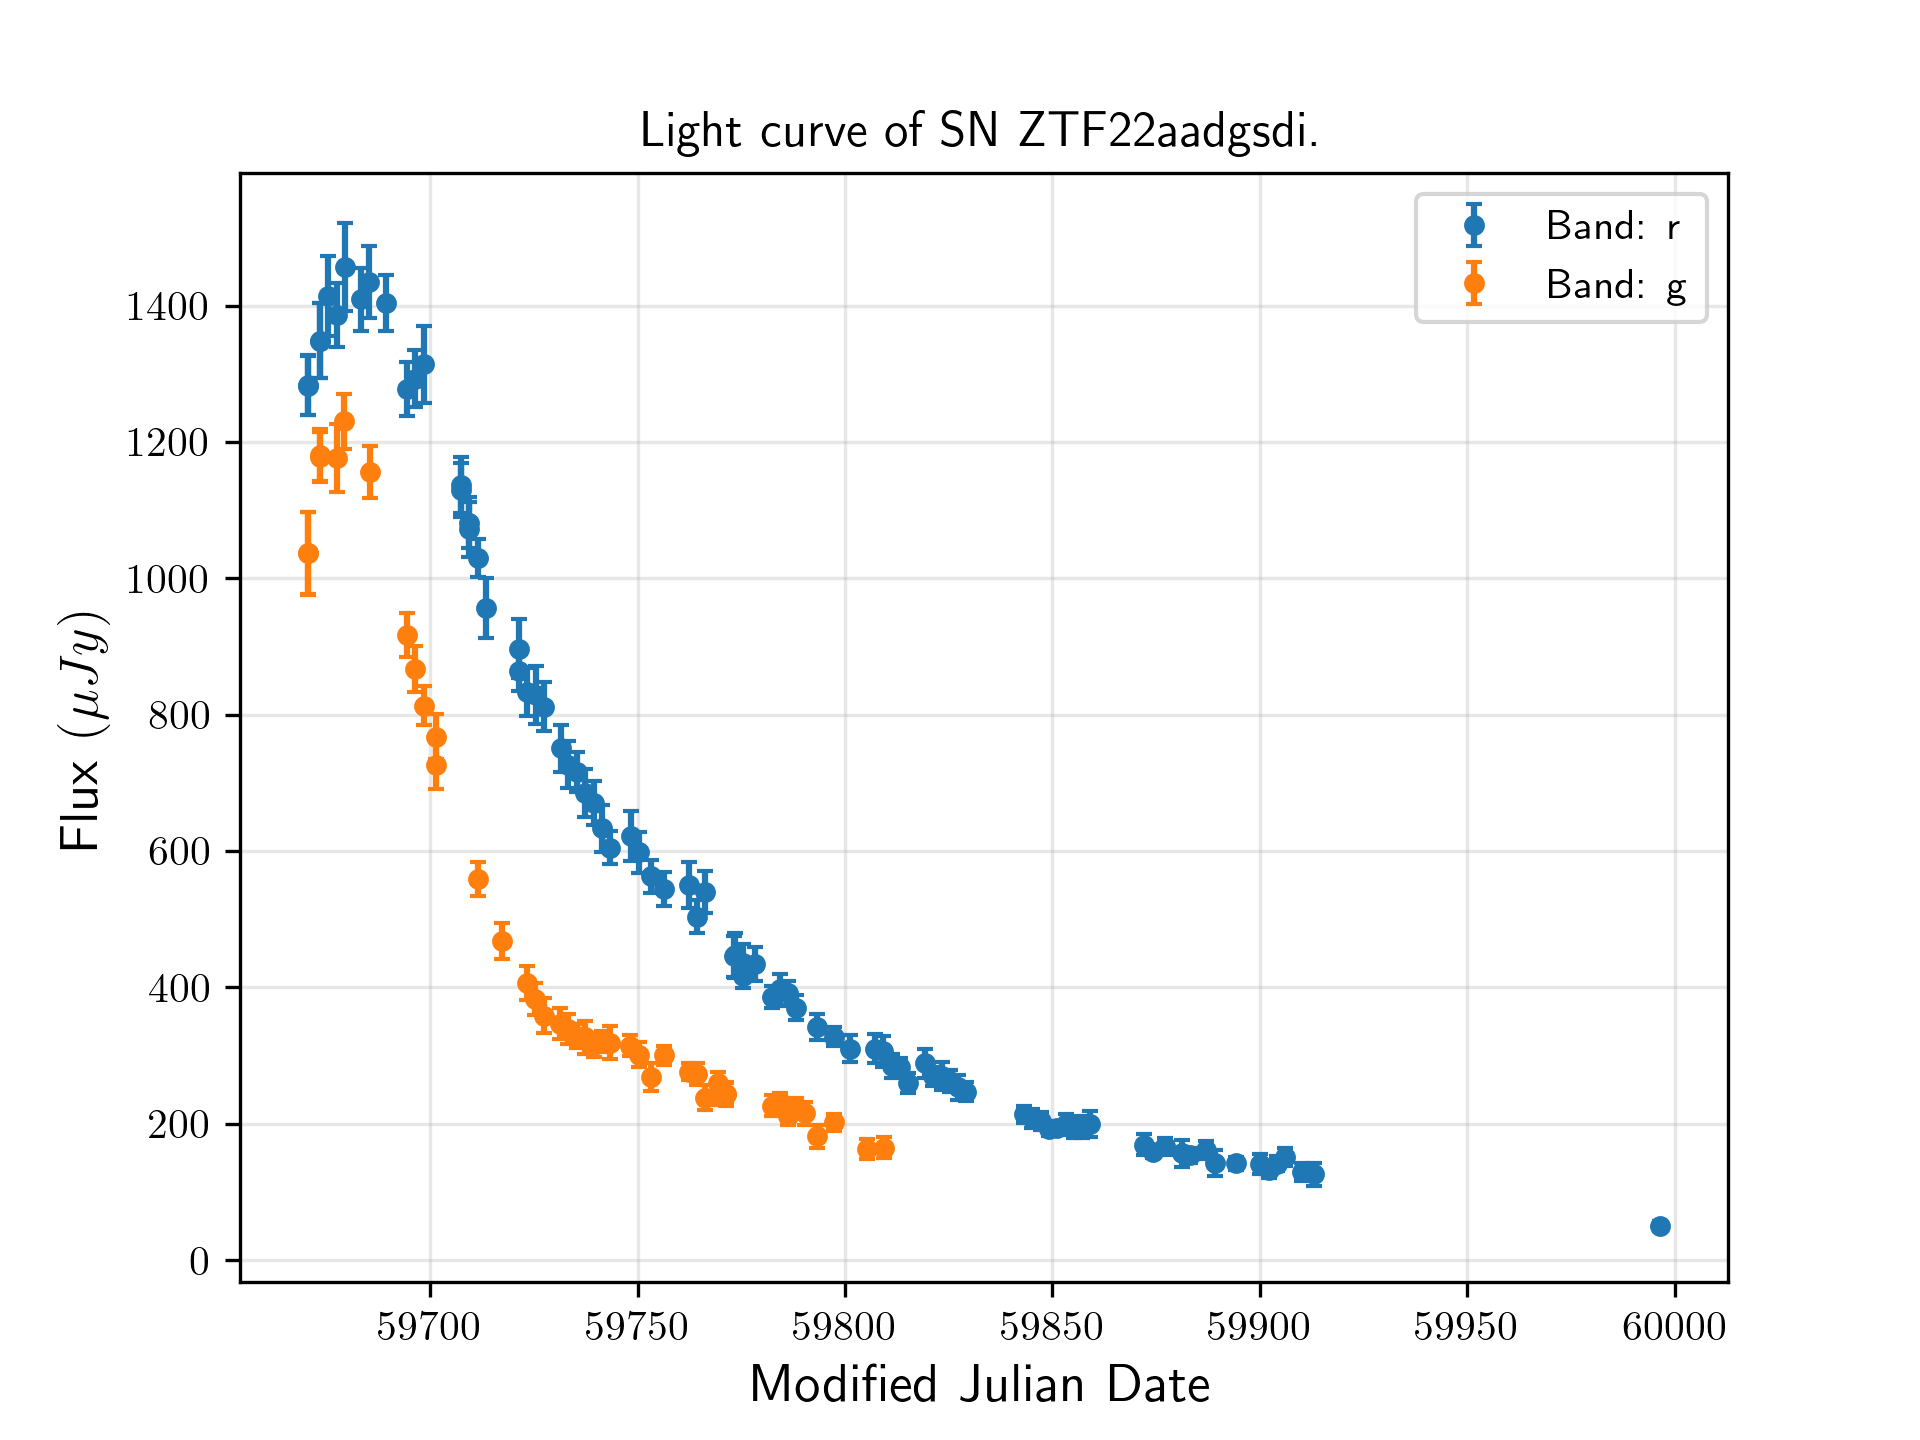 Light curve of SN ZTF22aadgsdi.
Band: r
Band: g
1400
1200
1000
800
600
400
200
0
Flux (μJy)
59700 59750 59800 59850 59900 59950 60000
Modified Julian Date